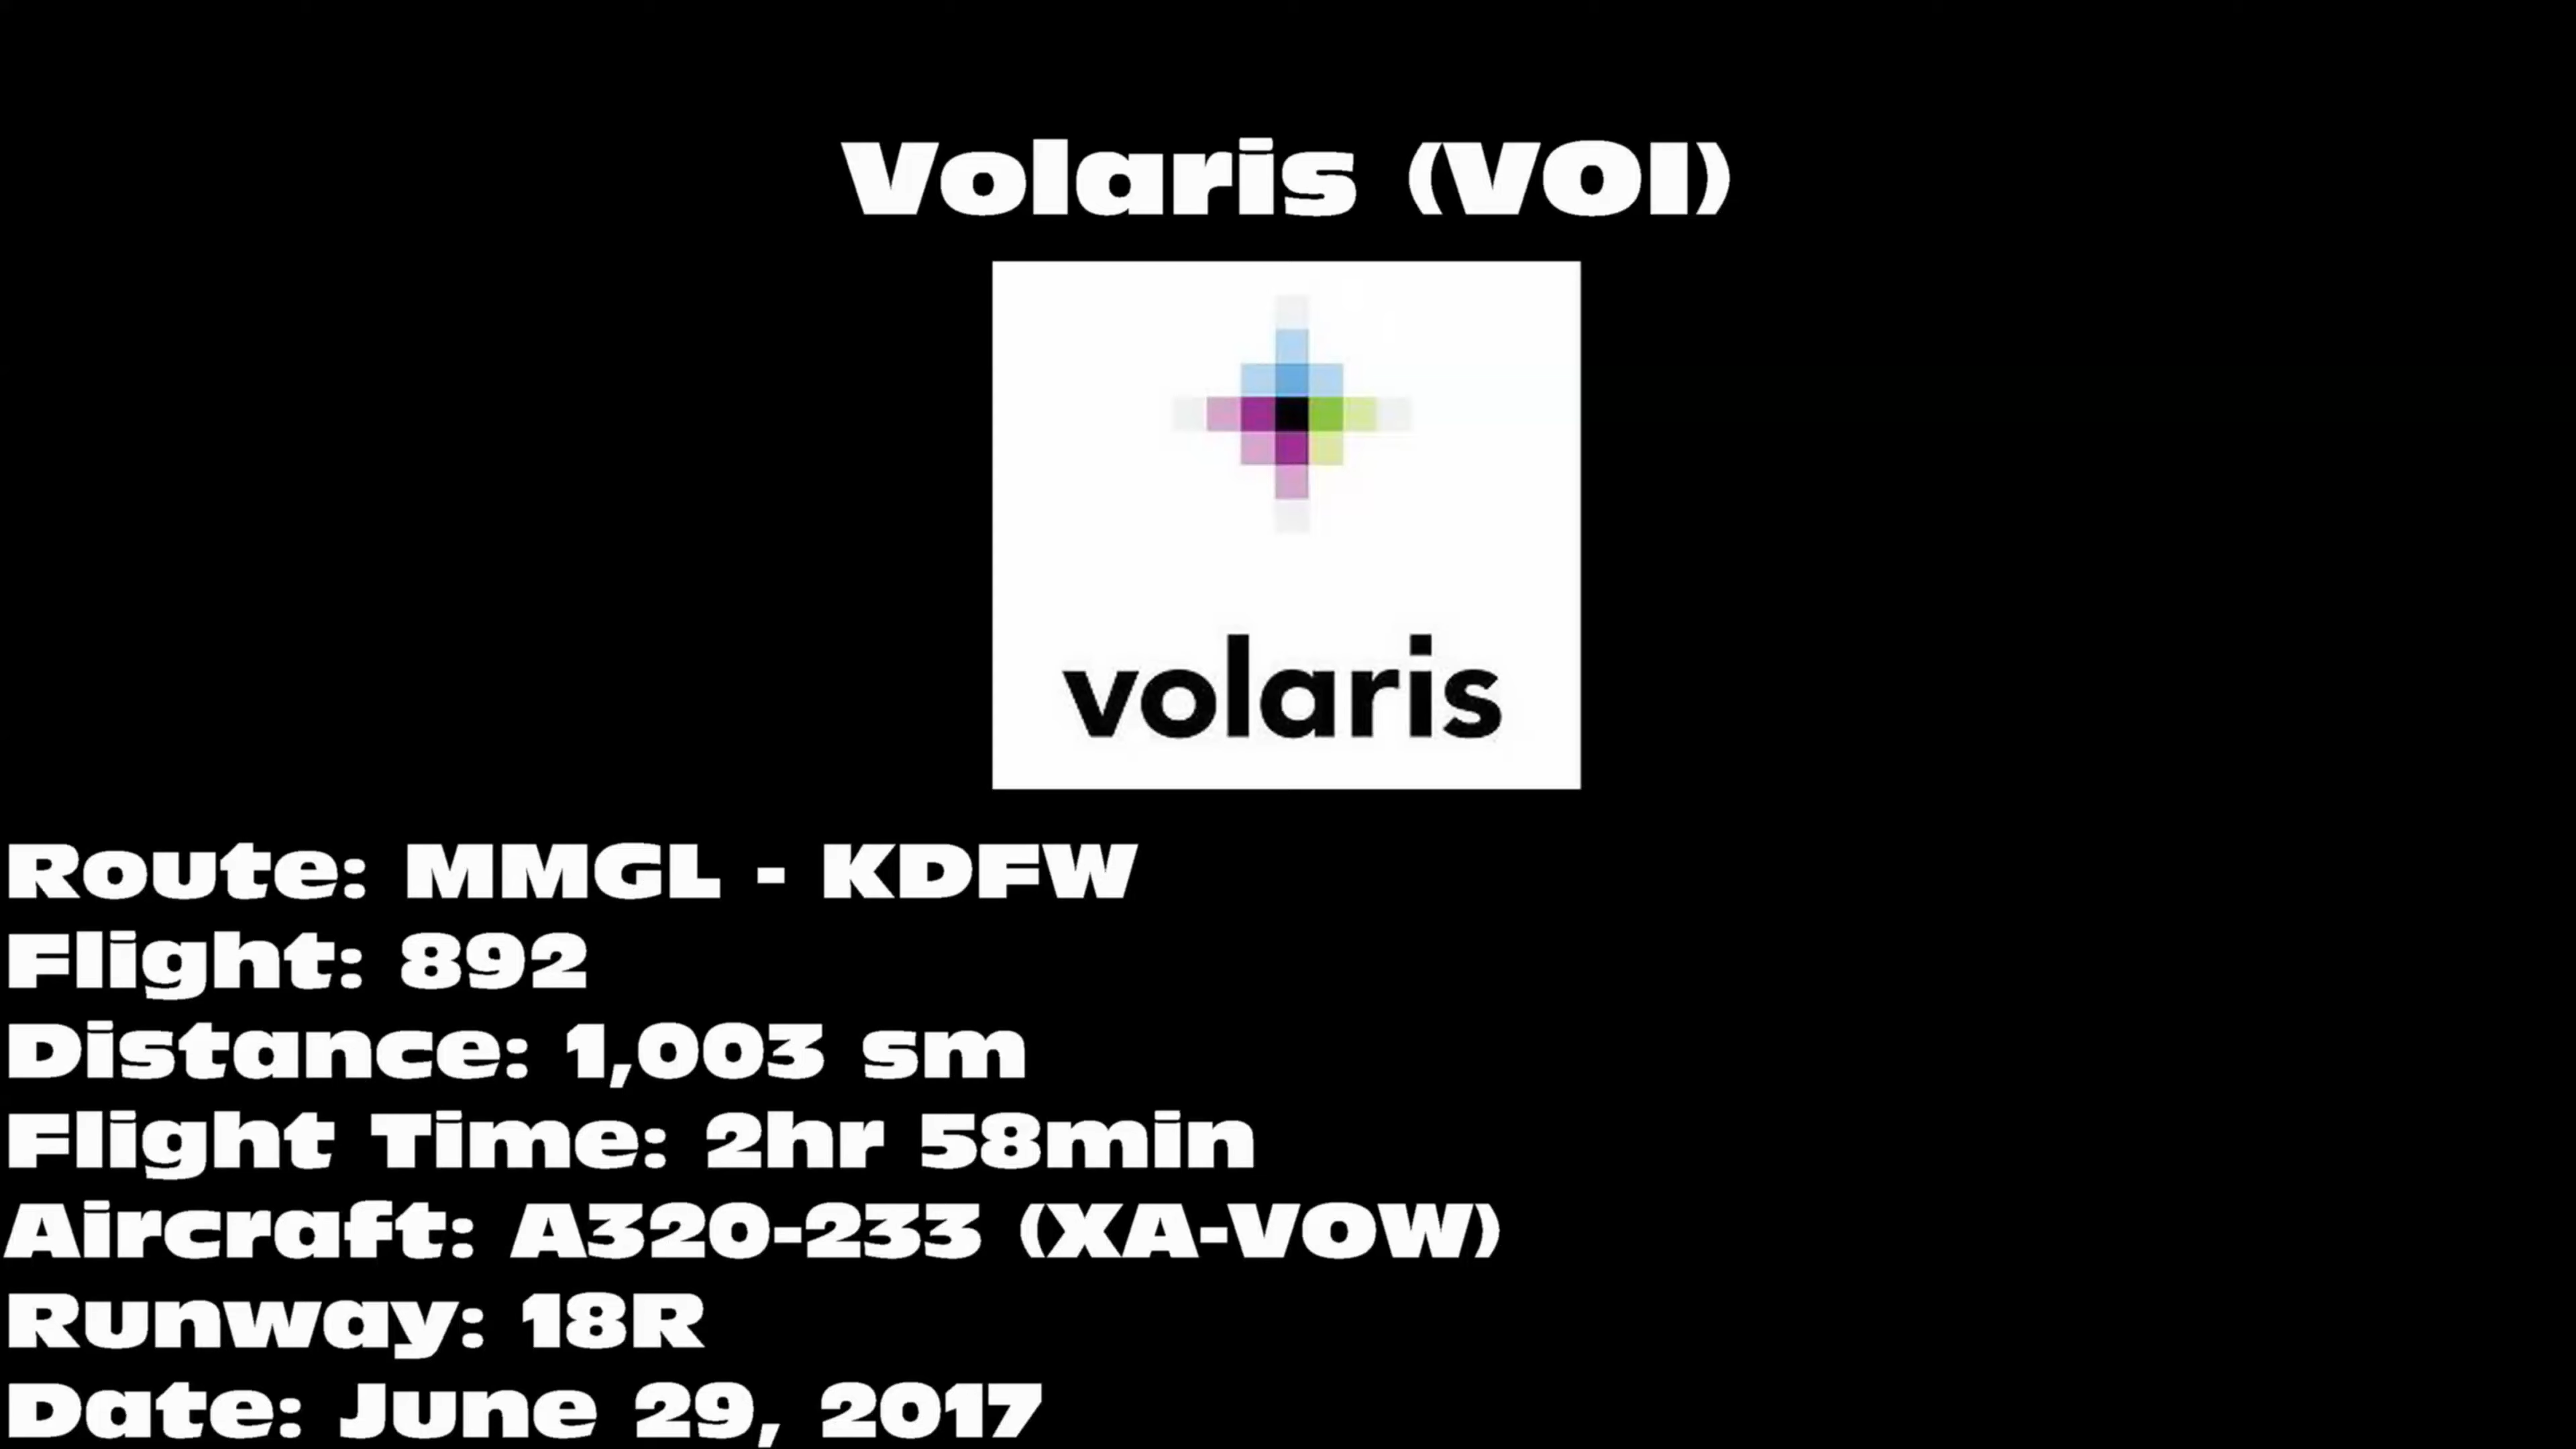 Volaris (VOI)
volaris
Route: MMGL - KDFW
Flight: 892
Distance: 1,003 sm
Flight Time: 2hr 58min
Aircraft: A320-233 (XA-VOW)
Runway: 18R
Date: June 29, 2017